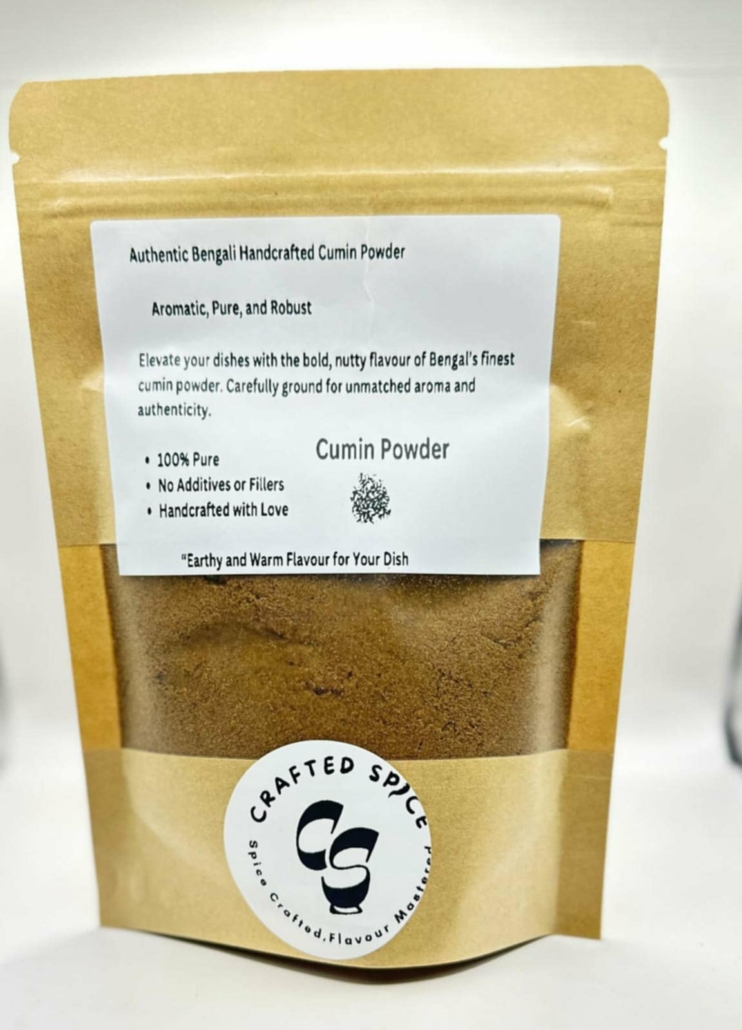 Authentic Bengali Handcrafted Cumin Powder
Aromatic, Pure, and Robust
Elevate your dishes with the bold, nutty flavour of Bengal's finest
cumin powder. Carefully ground for unmatched aroma and
authenticity.
• 100% Pure
• No Additives or Fillers
• Handcrafted with Love
Cumin Powder
"Earthy and Warm Flavour for Your Dish
CRAFTED SPICE
CS
Spice Crafted.Flavour Mastered